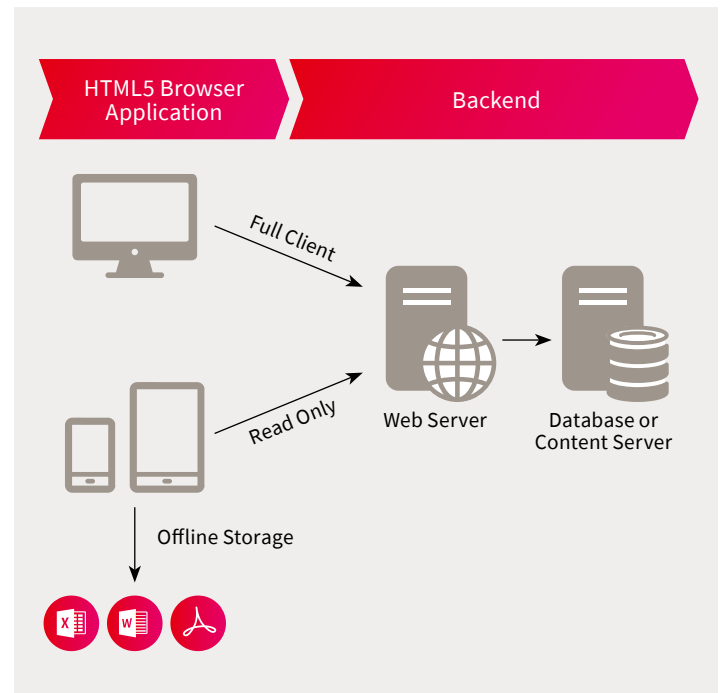 HTML5 Browser
Application
Backend
Full Client
Read Only
Web Server
Database or
Content Server
Offline Storage
X
W